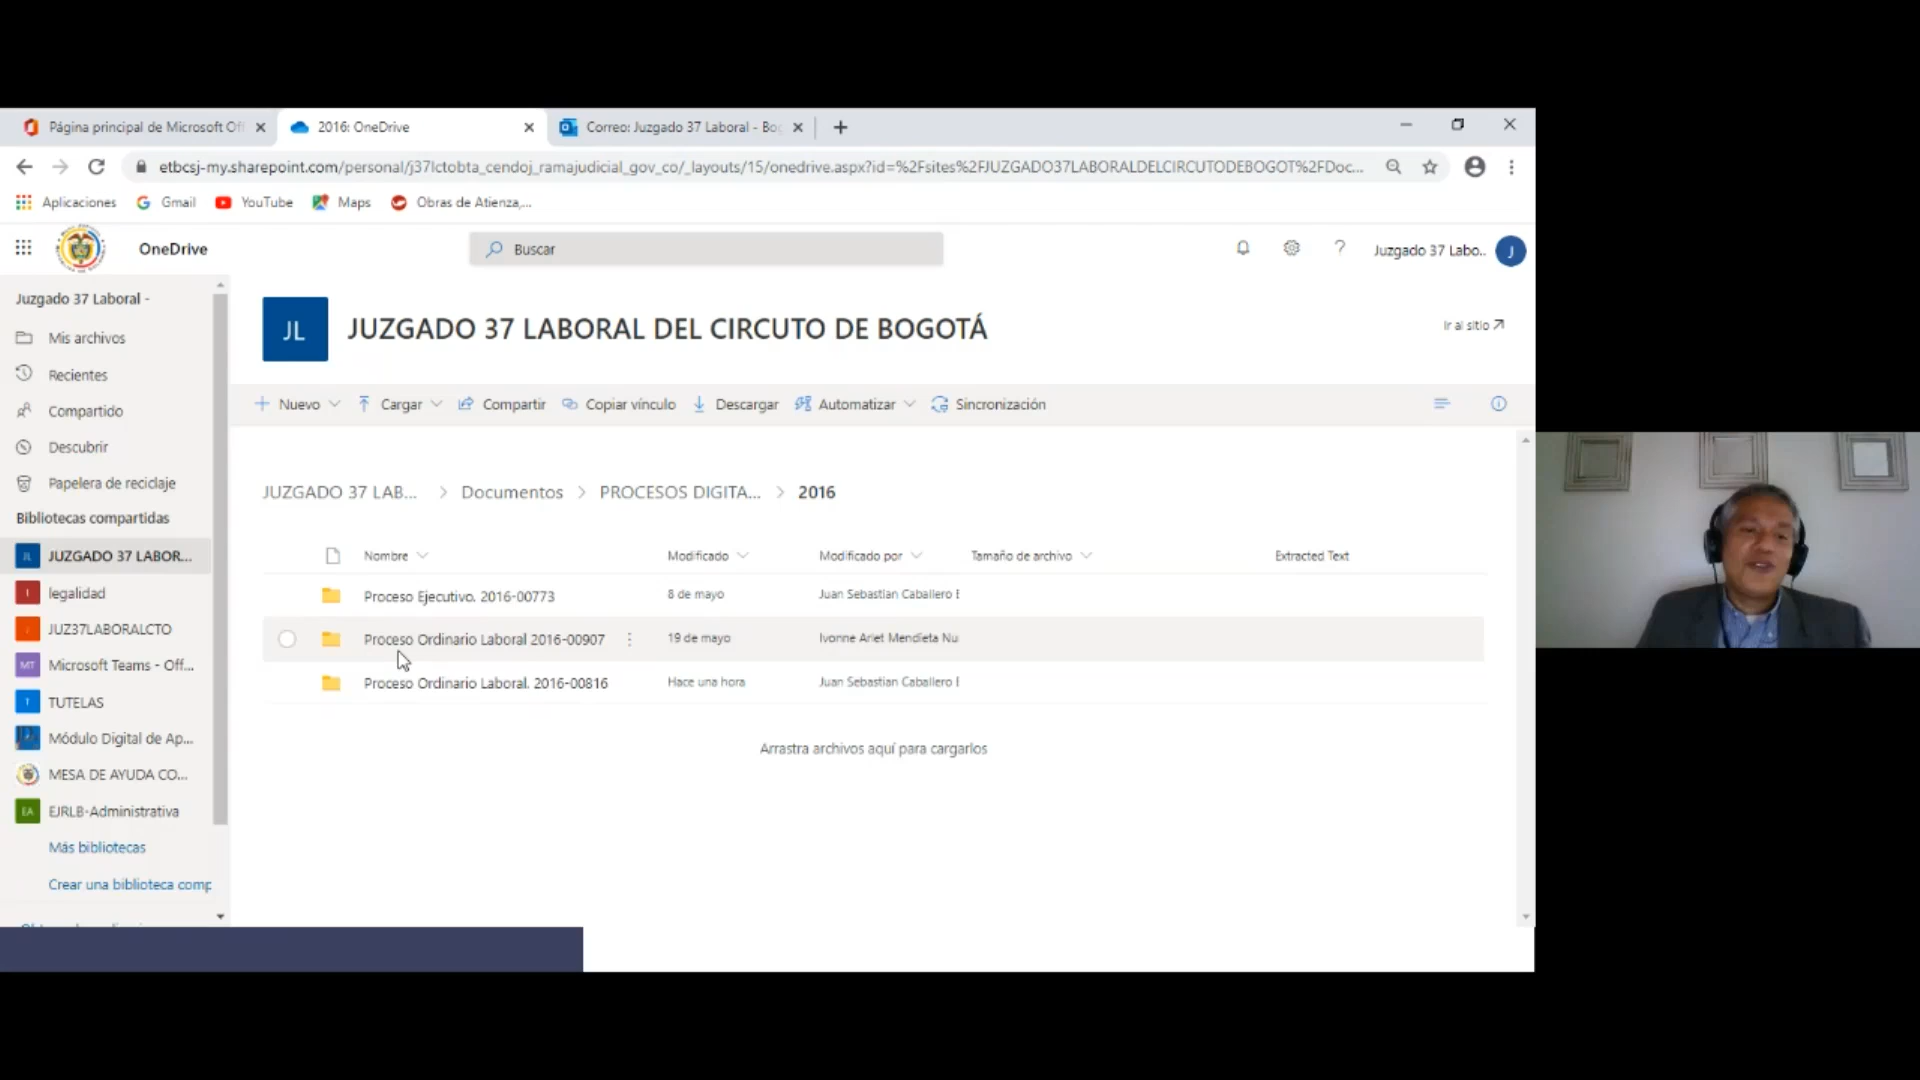 Página principal de Microsoft Off
2016: OneDrive
Correo: Juzgado 37 Laboral - Bog
etbcsj-my.sharepoint.com/personal/j37lctobta_cendoj_ramajudicial_gov_co/_layouts/15/onedrive.aspx?id=%2Fsites%2FJUZGADO37LABORALDELCIRCUTODEBOGOT%2FDoc...
Aplicaciones
Gmail
YouTube
Maps
Obras de Atienza,...
OneDrive
Buscar
Juzgado 37 Labo..
J
Juzgado 37 Laboral -
Mis archivos
Recientes
Compartido
Descubrir
Papelera de reciclaje
Bibliotecas compartidas
JL JUZGADO 37 LABOR...
l legalidad
JUZ37LABORALCTO
MT Microsoft Teams - Off...
T TUTELAS
Módulo Digital de Ap...
MESA DE AYUDA CO...
EA EJRLB-Administrativa
Más bibliotecas
Crear una biblioteca comp
JL
JUZGADO 37 LABORAL DEL CIRCUTO DE BOGOTÁ
Ir al sitio
Nuevo Cargar Compartir Copiar vínculo Descargar Automatizar Sincronización
JUZGADO 37 LAB... > Documentos > PROCESOS DIGITA... > 2016
Nombre Modificado Modificado por Tamaño de archivo Extracted Text
Proceso Ejecutivo. 2016-00773 8 de mayo Juan Sebastian Caballero
Proceso Ordinario Laboral 2016-00907 19 de mayo Ivonne Ariet Mendieta Nu
Proceso Ordinario Laboral. 2016-00816 Hace una hora Juan Sebastian Caballero
Arrastra archivos aquí para cargarlos